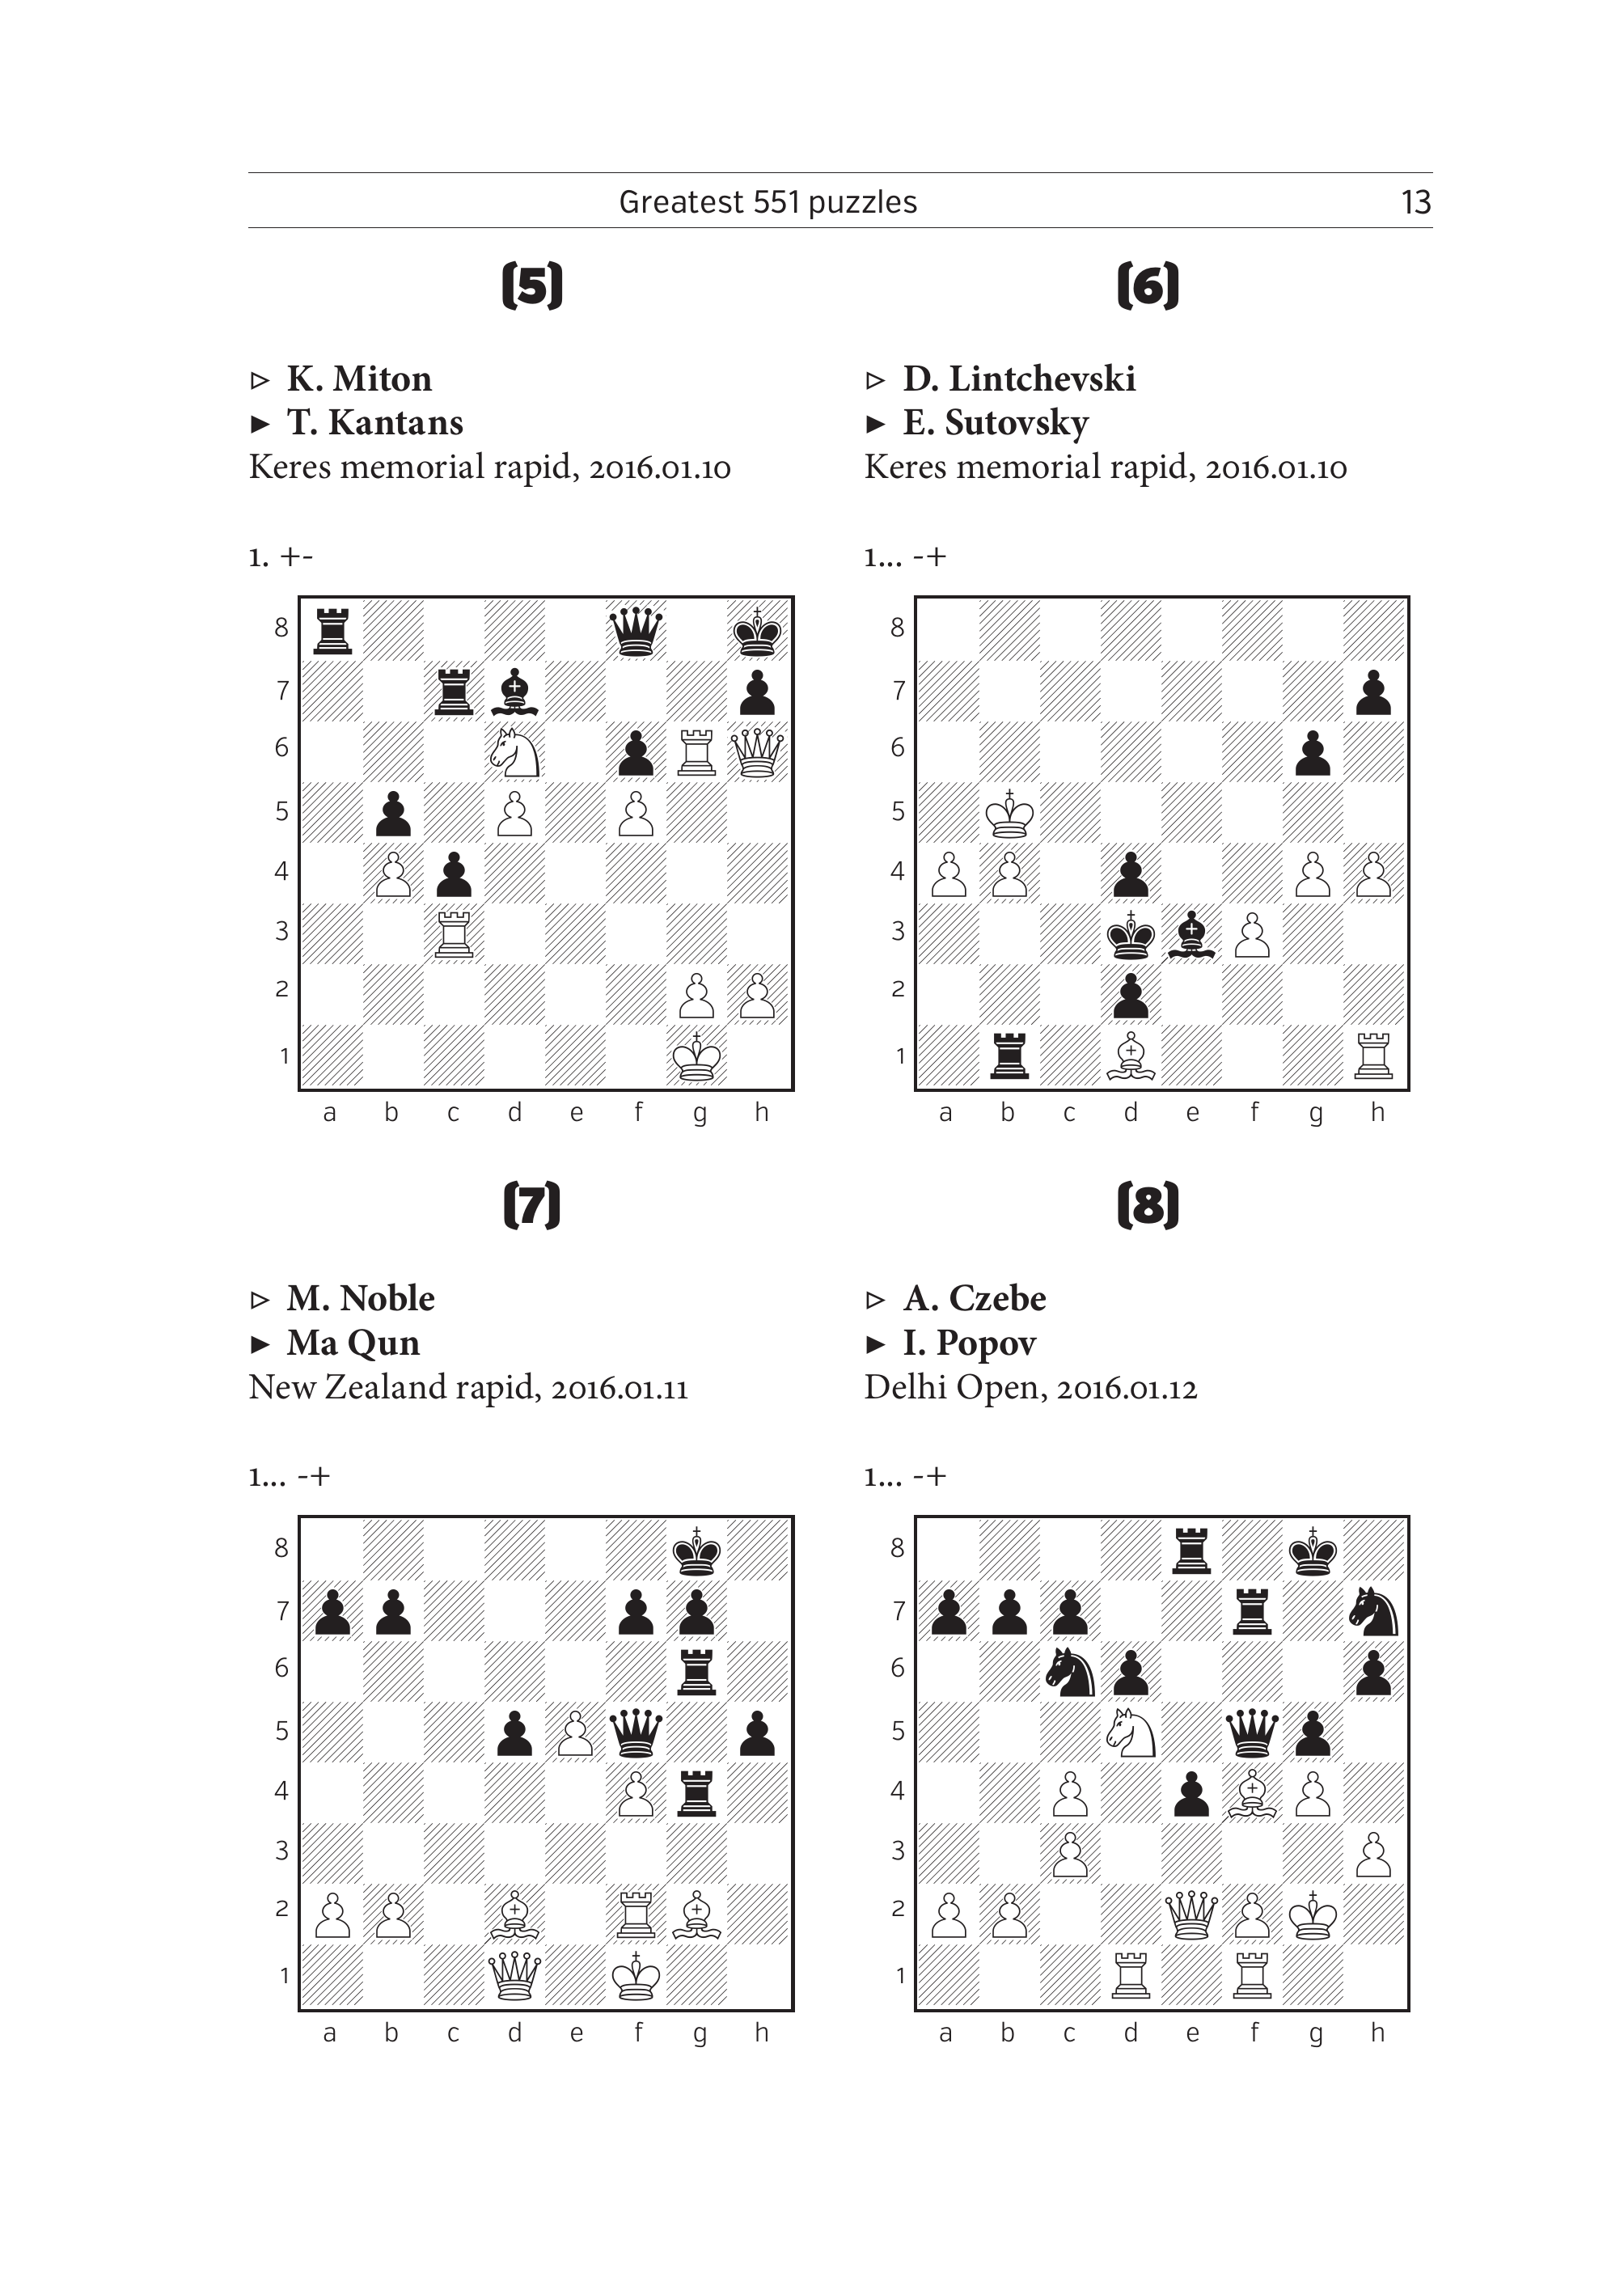 Greatest 551 puzzles 13
(5)
▷ K. Miton
► T. Kantans
Keres memorial rapid, 2016.01.10
1. +-
8
7
6
5
4
3
2
1
a b c d e f g h
(6)
▷ D. Lintchevski
► E. Sutovsky
Keres memorial rapid, 2016.01.10
1... -+
8
7
6
5
4
3
2
1
a b c d e f g h
(7)
▷ M. Noble
► Ma Qun
New Zealand rapid, 2016.01.11
1... -+
8
7
6
5
4
3
2
1
a b c d e f g h
(8)
▷ A. Czebe
► I. Popov
Delhi Open, 2016.01.12
1... -+
8
7
6
5
4
3
2
1
a b c d e f g h